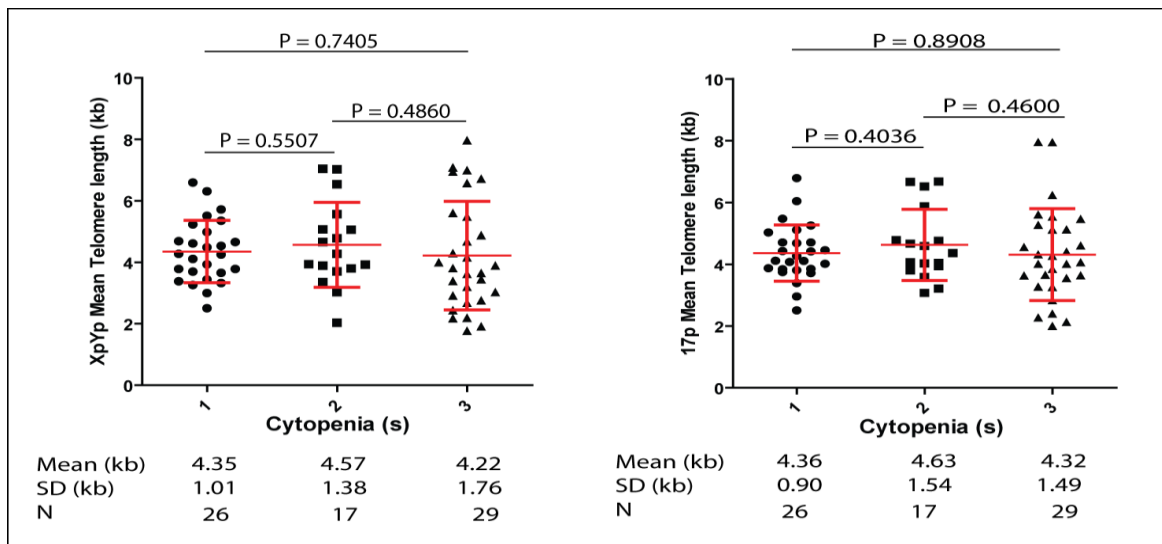 P = 0.7405
P = 0.4860
P = 0.5507
XpYp Mean Telomere length (kb)
10
8
6
4
2
0
1 2 3
Cytopenia (s)
Mean (kb) 4.35 4.57 4.22
SD (kb) 1.01 1.38 1.76
N 26 17 29
P = 0.8908
P = 0.4600
P = 0.4036
17p Mean Telomere length (kb)
10
8
6
4
2
0
1 2 3
Cytopenia (s)
Mean (kb) 4.36 4.63 4.32
SD (kb) 0.90 1.54 1.49
N 26 17 29